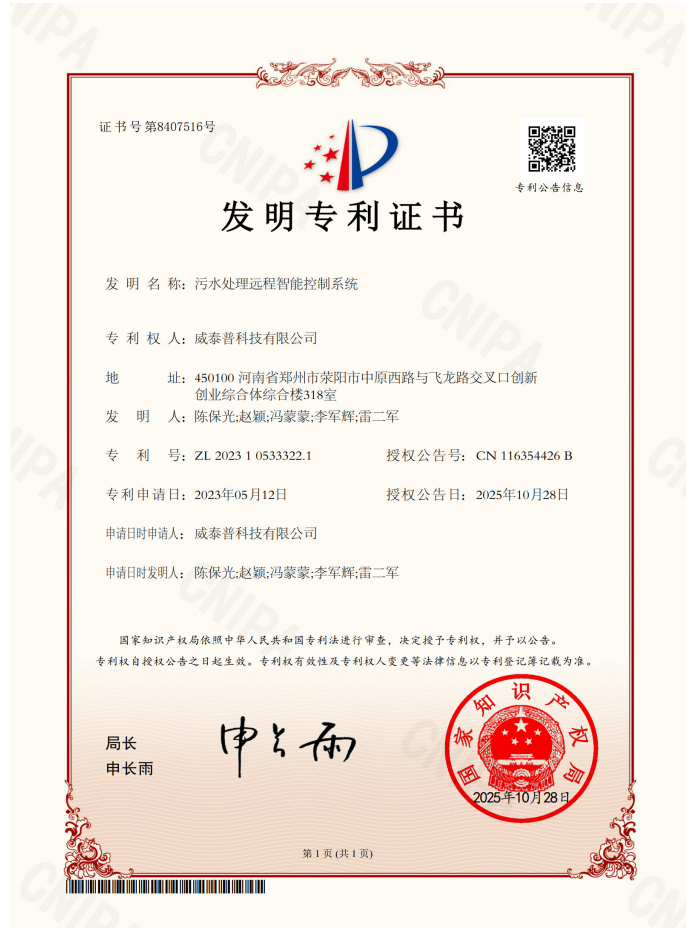 证书号第8407516号
专利公告信息
发明专利证书
发明名称：污水处理远程智能控制系统
专利权人：威泰普科技有限公司
地址：450100 河南省郑州市荥阳市中原西路与飞龙路交叉口创新
创业综合体综合楼318室
发明人：陈保光;赵颖;冯蒙蒙;李军辉;雷二军
专利号：ZL 2023 1 0533322.1 授权公告号：CN 116354426 B
专利申请日：2023年05月12日 授权公告日：2025年10月28日
申请日时申请人：威泰普科技有限公司
申请日时发明人：陈保光;赵颖;冯蒙蒙;李军辉;雷二军
国家知识产权局依照中华人民共和国专利法进行审查，决定授予专利权，并予以公告。
专利权自授权公告之日起生效。专利权有效性及专利权人变更等法律信息以专利登记簿记载为准。
局长
申长雨
申长雨
国家知识产权局
2025年10月28日
第 1 页 (共 1 页)
CNIPA
CNIPA
CNIPA
CNIPA
CNIPA
CNIPA